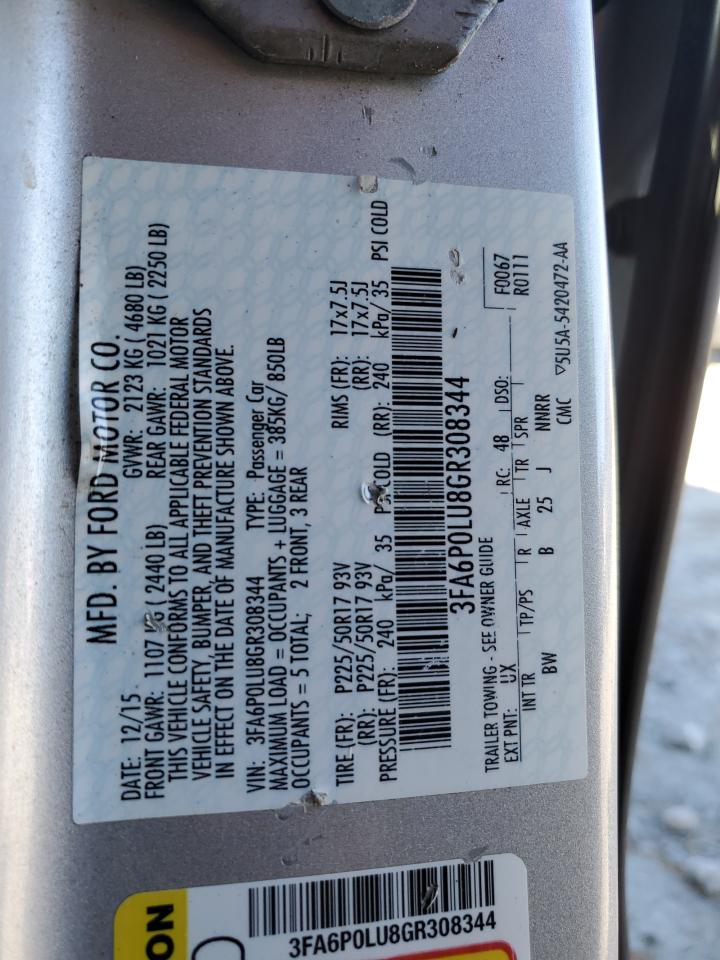 MFD. BY FORD MOTOR CO.
DATE: 12/15 GVWR: 2123 KG ( 4680 LB)
FRONT GAWR: 1107 KG ( 2440 LB) REAR GAWR: 1021 KG ( 2250 LB)
THIS VEHICLE CONFORMS TO ALL APPLICABLE FEDERAL MOTOR
VEHICLE SAFETY, BUMPER, AND THEFT PREVENTION STANDARDS
IN EFFECT ON THE DATE OF MANUFACTURE SHOWN ABOVE.
VIN: 3FA6P0LU8GR308344 TYPE: Passenger Car
MAXIMUM LOAD = OCCUPANTS + LUGGAGE = 385KG/ 850LB
OCCUPANTS = 5 TOTAL; 2 FRONT, 3 REAR
TIRE (FR): P225/50R17 93V RIMS (FR): 17x7.5J
(RR): P225/50R17 93V (RR): 17x7.5J
PRESSURE (FR): 240 kPa/ 35 PSI COLD (RR): 240 kPa/ 35 PSI COLD
3FA6P0LU8GR308344
TRAILER TOWING - SEE OWNER GUIDE F0067
EXT PNT: UX RC: 48 DSO: R0111
INT TR TP/PS R AXLE TR SPR
BW B 25 J NNRR
CMC ▽5U5A-5420472-AA
ON
3FA6P0LU8GR308344